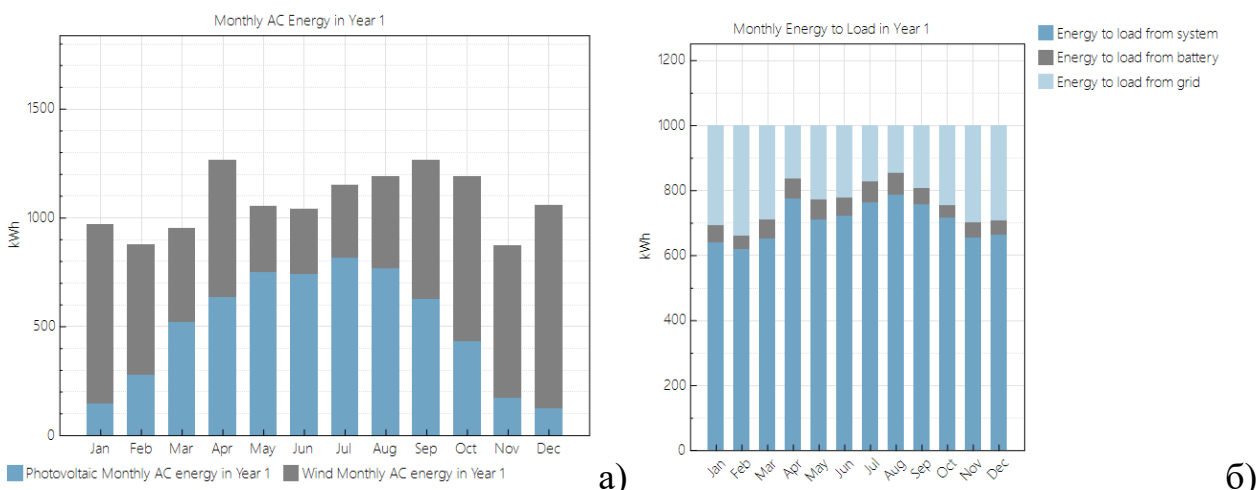 Monthly AC Energy in Year 1
kWh
1500
1000
500
0
Jan Feb Mar Apr May Jun Jul Aug Sep Oct Nov Dec
Photovoltaic Monthly AC energy in Year 1 Wind Monthly AC energy in Year 1
а)
Monthly Energy to Load in Year 1
kWh
1200
1000
800
600
400
200
0
Jan Feb Mar Apr May Jun Jul Aug Sep Oct Nov Dec
Energy to load from system
Energy to load from battery
Energy to load from grid
б)